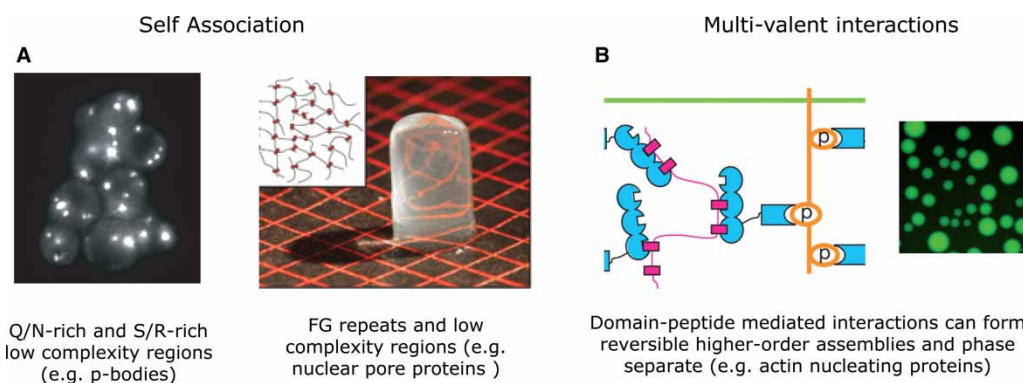 Self Association
Multi-valent interactions
A
B
p
p
p
Q/N-rich and S/R-rich
low complexity regions
(e.g. p-bodies)
FG repeats and low
complexity regions (e.g.
nuclear pore proteins )
Domain-peptide mediated interactions can form
reversible higher-order assemblies and phase
separate (e.g. actin nucleating proteins)